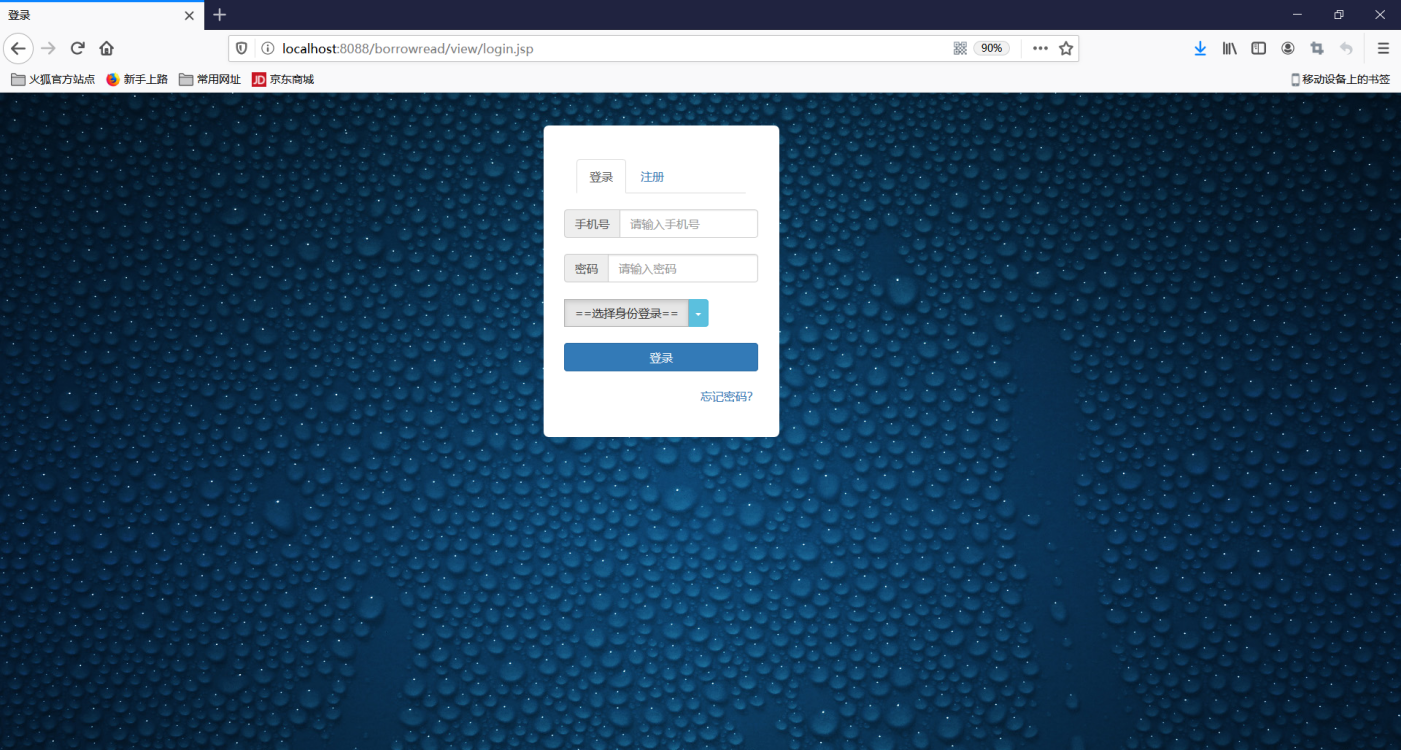 登录
localhost:8088/borrowread/view/login.jsp
90%
火狐官方站点 新手上路 常用网址 JD 京东商城 移动设备上的书签
登录 注册
手机号 请输入手机号
密码 请输入密码
==选择身份登录==
登录
忘记密码?